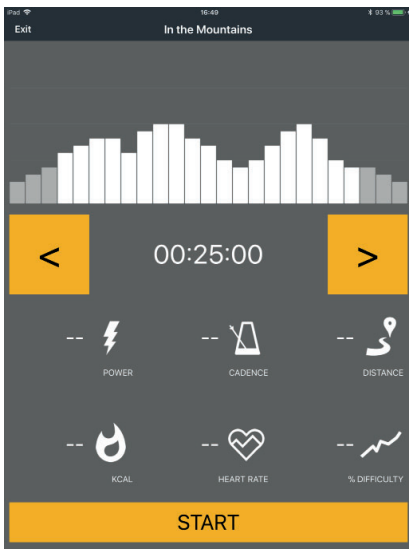 iPad 16:49 93 %
Exit In the Mountains
< 00:25:00 >
-- -- --
POWER CADENCE DISTANCE
-- -- --
KCAL HEART RATE % DIFFICULTY
START